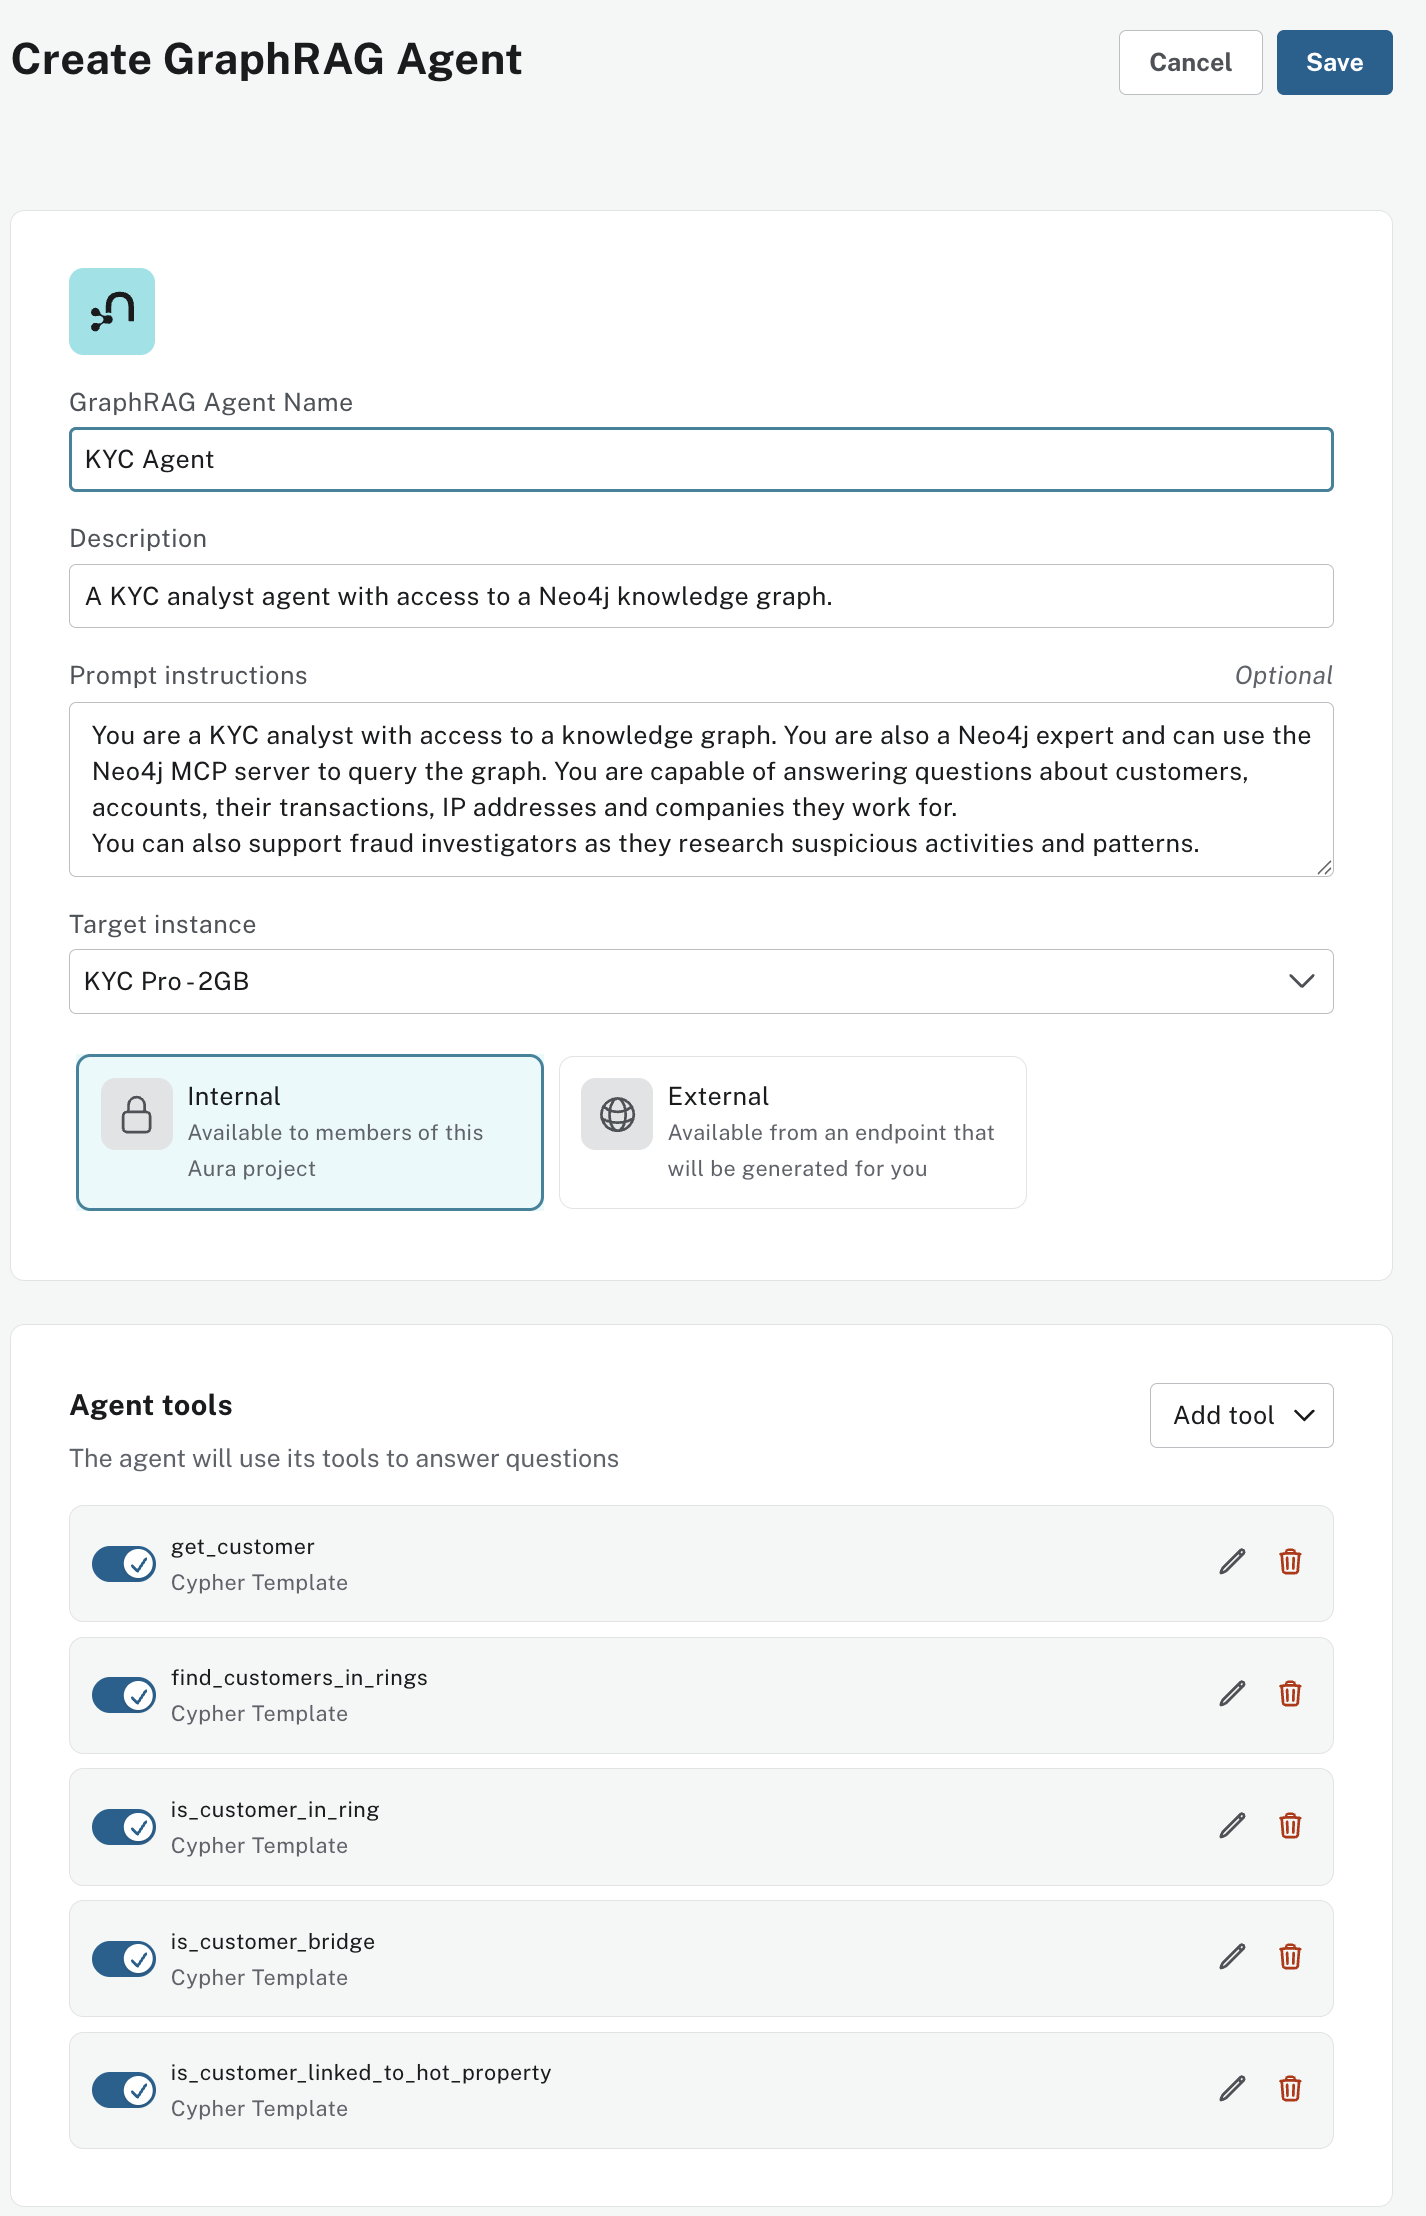 Create GraphRAG Agent
Cancel
Save
GraphRAG Agent Name
KYC Agent
Description
A KYC analyst agent with access to a Neo4j knowledge graph.
Prompt instructions
Optional
You are a KYC analyst with access to a knowledge graph. You are also a Neo4j expert and can use the
Neo4j MCP server to query the graph. You are capable of answering questions about customers,
accounts, their transactions, IP addresses and companies they work for.
You can also support fraud investigators as they research suspicious activities and patterns.
Target instance
KYC Pro - 2GB
Internal
Available to members of this
Aura project
External
Available from an endpoint that
will be generated for you
Agent tools
Add tool
The agent will use its tools to answer questions
get_customer
Cypher Template
find_customers_in_rings
Cypher Template
is_customer_in_ring
Cypher Template
is_customer_bridge
Cypher Template
is_customer_linked_to_hot_property
Cypher Template